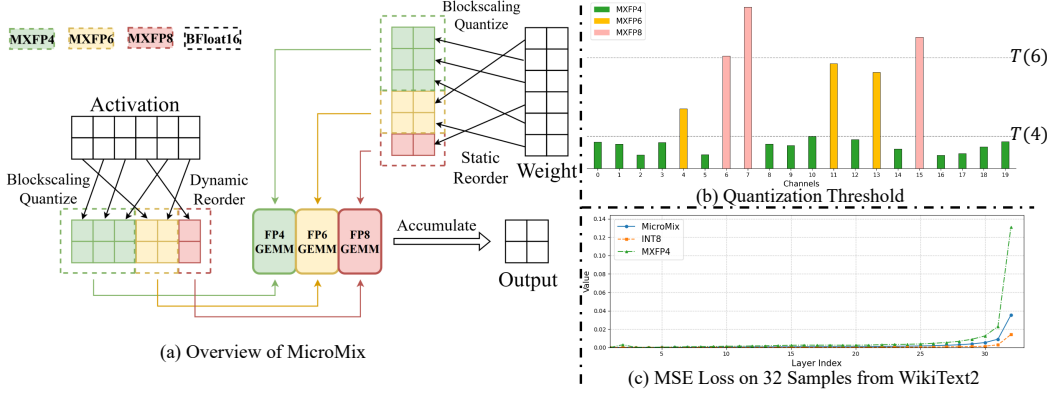 MXFP4 MXFP6 MXFP8 BFloat16
Activation
Blockscaling
Quantize
Dynamic
Reorder
Blockscaling
Quantize
Static
Reorder
Weight
FP4
GEMM
FP6
GEMM
FP8
GEMM
Accumulate
Output
(a) Overview of MicroMix
MXFP4
MXFP6
MXFP8
T(6)
T(4)
0 1 2 3 4 5 6 7 8 9 10 11 12 13 14 15 16 17 18 19
Channels
(b) Quantization Threshold
0.14
0.12
0.10
0.08
0.06
0.04
0.02
0.00
Value
MicroMix
INT8
MXFP4
5 10 15 20 25 30
Layer Index
(c) MSE Loss on 32 Samples from WikiText2